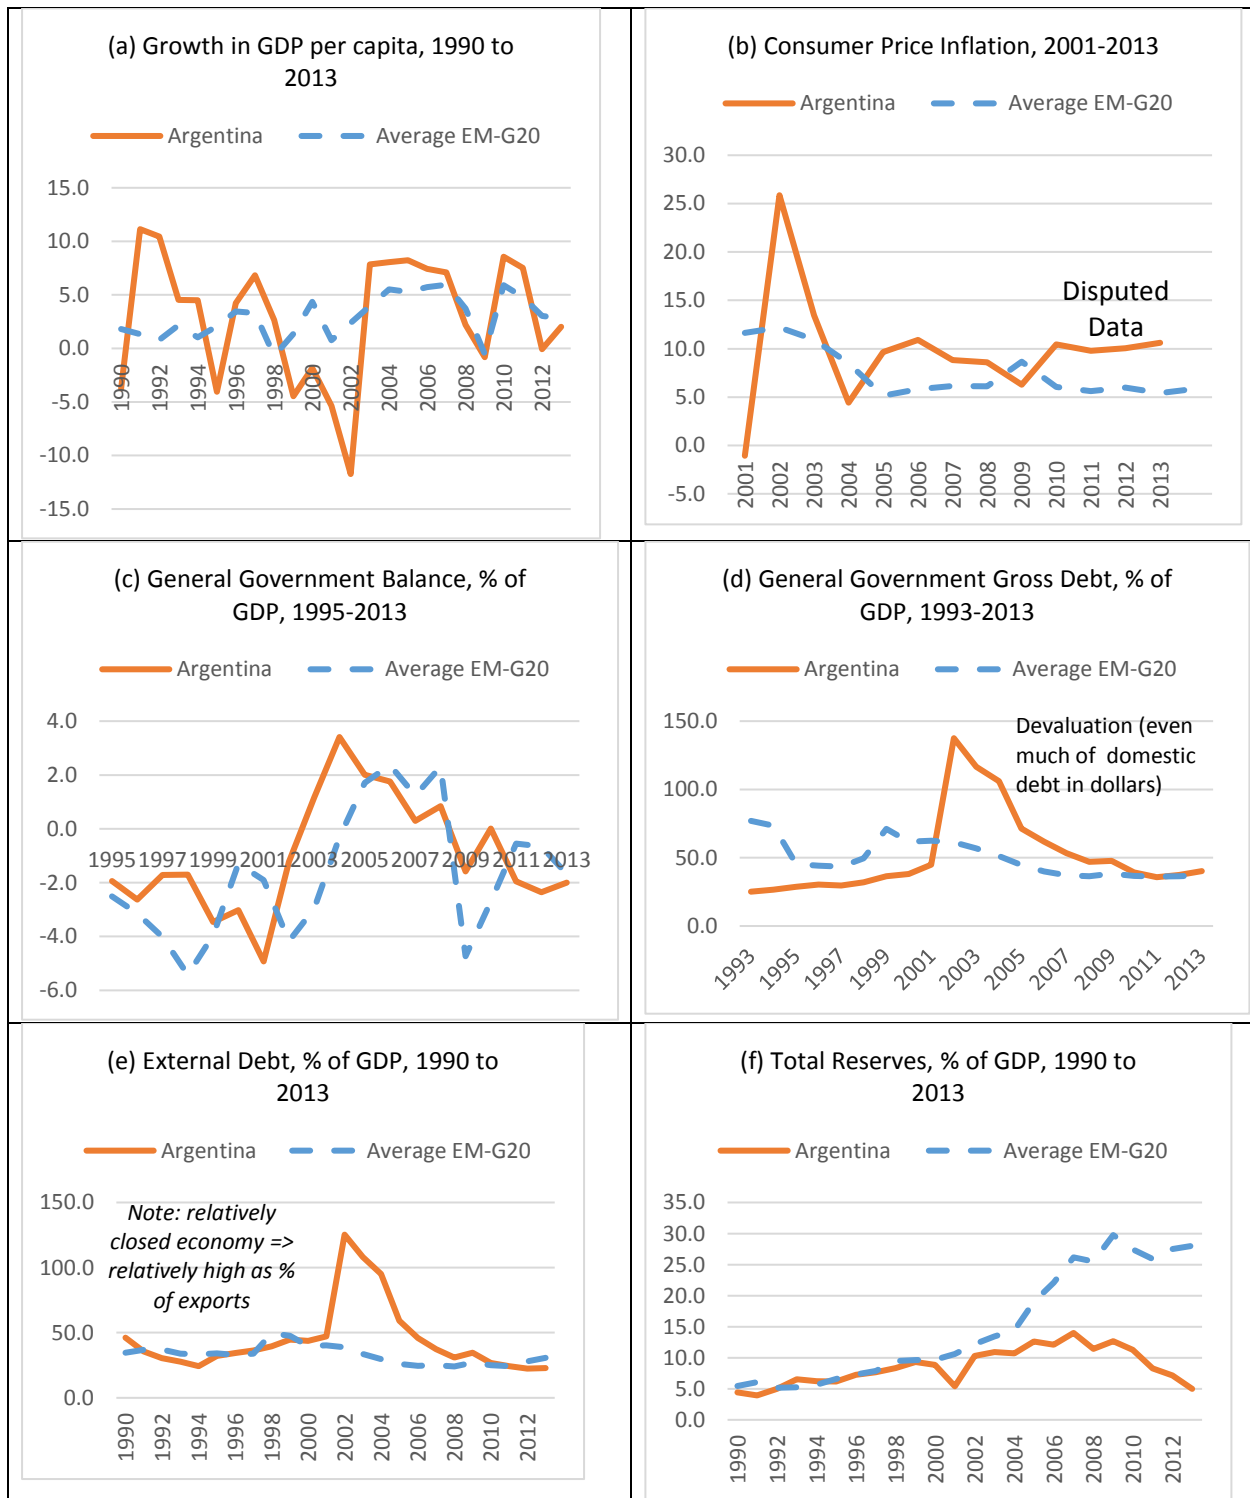 (a) Growth in GDP per capita, 1990 to
2013
Argentina Average EM-G20
15.0
10.0
5.0
0.0
-5.0
-10.0
-15.0
1990 1992 1994 1996 1998 2000 2002 2004 2006 2008 2010 2012
(b) Consumer Price Inflation, 2001-2013
Argentina Average EM-G20
30.0
25.0
20.0
15.0
10.0
5.0
0.0
-5.0
Disputed
Data
2001 2002 2003 2004 2005 2006 2007 2008 2009 2010 2011 2012 2013
(c) General Government Balance, % of
GDP, 1995-2013
Argentina Average EM-G20
4.0
2.0
0.0
-2.0
-4.0
-6.0
1995 1997 1999 2001 2003 2005 2007 2009 2011 2013
(d) General Government Gross Debt, % of
GDP, 1993-2013
Argentina Average EM-G20
150.0
100.0
50.0
0.0
Devaluation (even
much of domestic
debt in dollars)
1993 1995 1997 1999 2001 2003 2005 2007 2009 2011 2013
(e) External Debt, % of GDP, 1990 to
2013
Argentina Average EM-G20
150.0
100.0
50.0
0.0
Note: relatively
closed economy =>
relatively high as %
of exports
1990 1992 1994 1996 1998 2000 2002 2004 2006 2008 2010 2012
(f) Total Reserves, % of GDP, 1990 to
2013
Argentina Average EM-G20
35.0
30.0
25.0
20.0
15.0
10.0
5.0
0.0
1990 1992 1994 1996 1998 2000 2002 2004 2006 2008 2010 2012